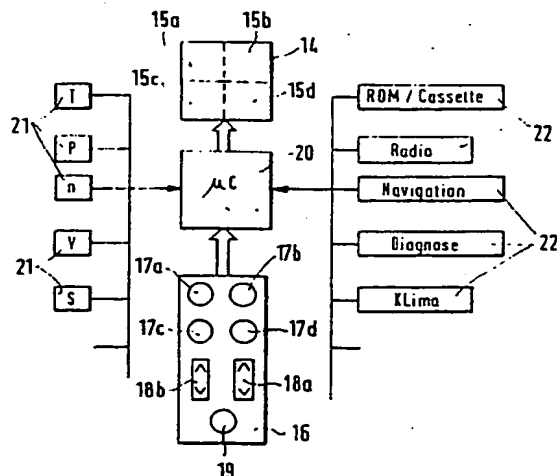 15a 15b
14
15c 15d
T ROM / Cassette
21 22
P Radio
20
n µC Navigation
V Diagnose 22
17a 17b
21
S KLima
17c 17d
18b 18a
16
19